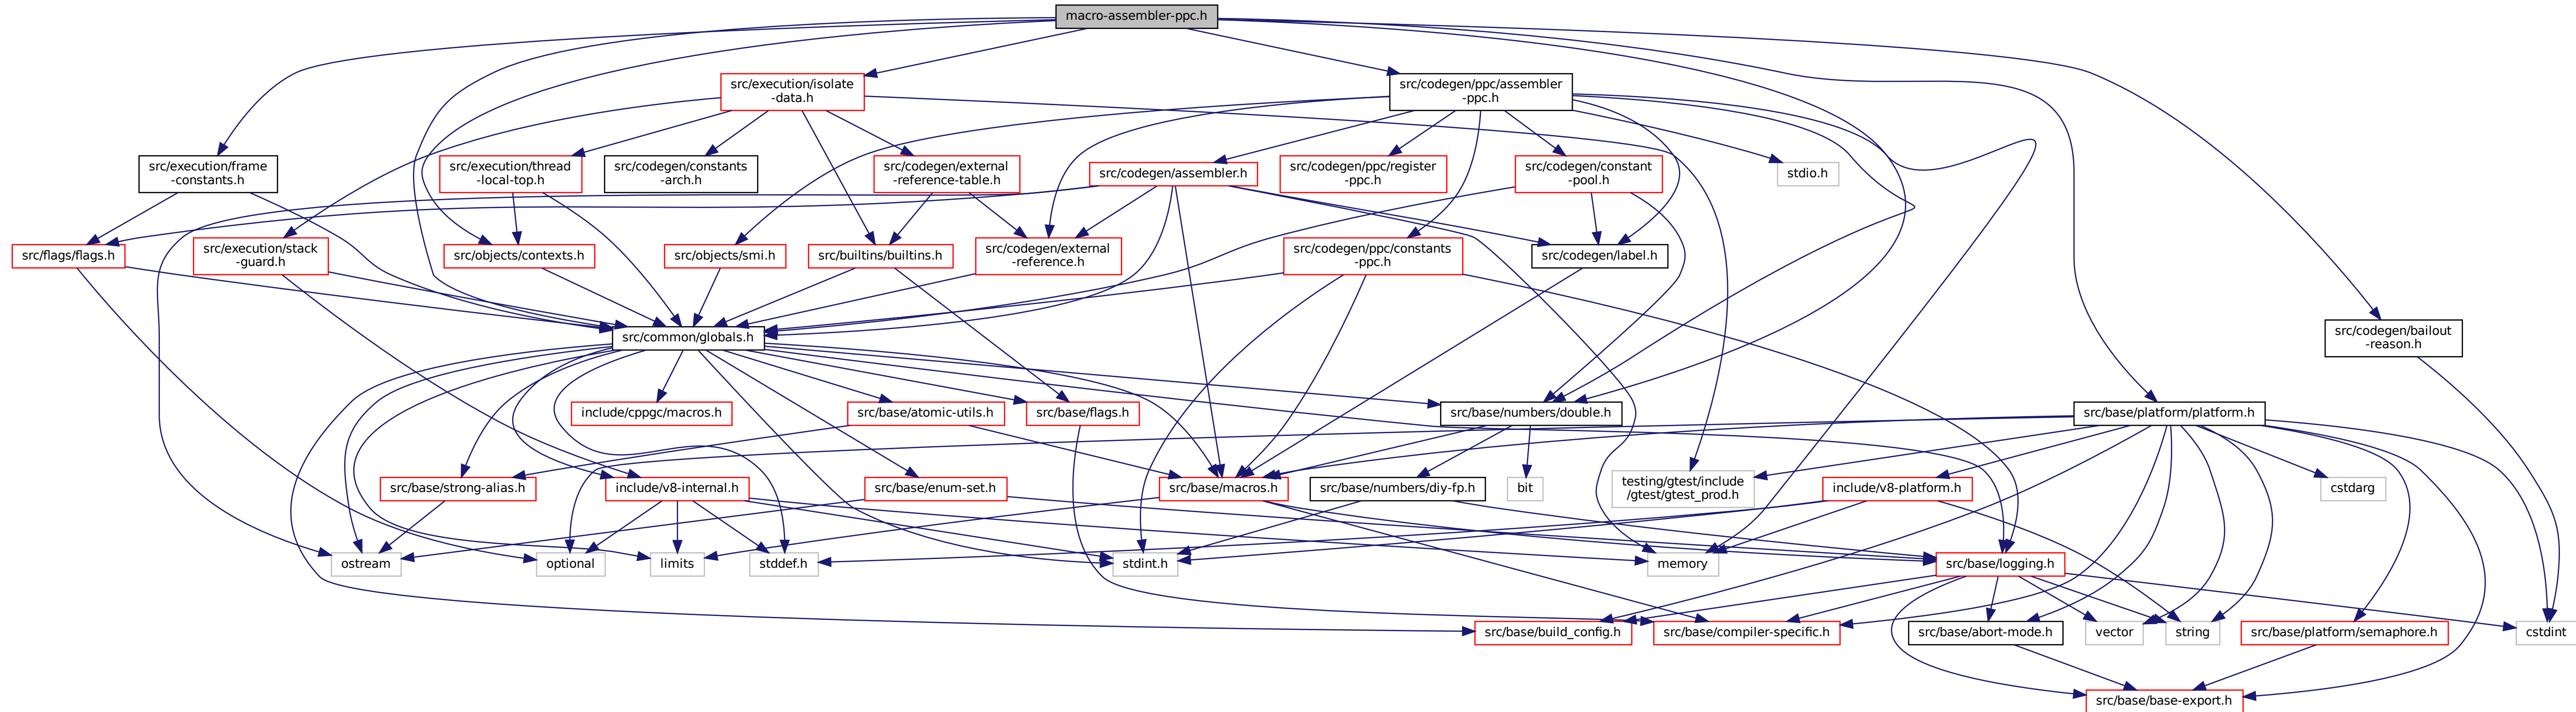 macro-assembler-ppc.h
src/execution/isolate
-data.h
src/codegen/ppc/assembler
-ppc.h
src/execution/frame
-constants.h
src/execution/thread
-local-top.h
src/codegen/constants
-arch.h
src/codegen/external
-reference-table.h
src/codegen/assembler.h
src/codegen/ppc/register
-ppc.h
src/codegen/constant
-pool.h
stdio.h
src/flags/flags.h
src/execution/stack
-guard.h
src/objects/contexts.h
src/objects/smi.h
src/builtins/builtins.h
src/codegen/external
-reference.h
src/codegen/ppc/constants
-ppc.h
src/codegen/label.h
src/common/globals.h
src/codegen/bailout
-reason.h
include/cppgc/macros.h
src/base/atomic-utils.h
src/base/flags.h
src/base/numbers/double.h
src/base/platform/platform.h
src/base/strong-alias.h
include/v8-internal.h
src/base/enum-set.h
src/base/macros.h
src/base/numbers/diy-fp.h
bit
testing/gtest/include
/gtest/gtest_prod.h
include/v8-platform.h
cstdarg
ostream
optional
limits
stddef.h
stdint.h
memory
src/base/logging.h
src/base/build_config.h
src/base/compiler-specific.h
src/base/abort-mode.h
vector
string
src/base/platform/semaphore.h
cstdint
src/base/base-export.h